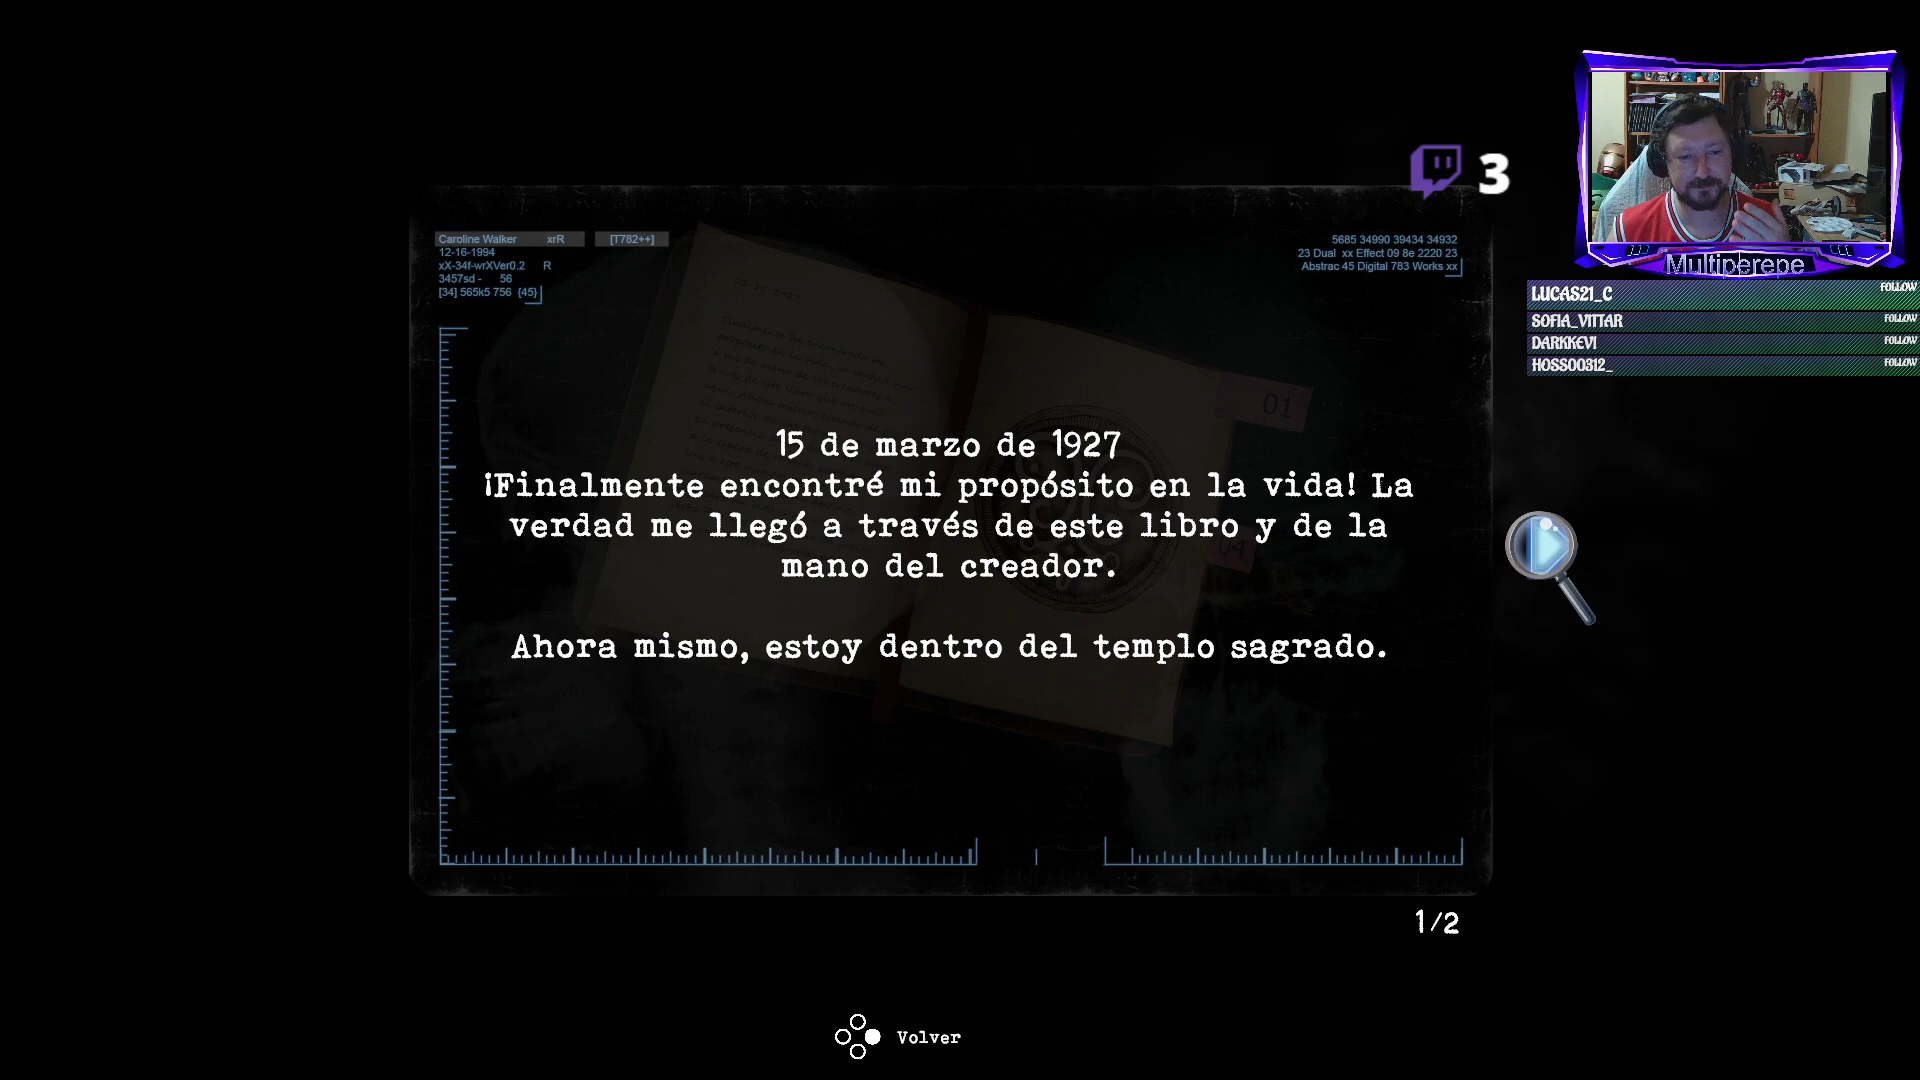 3
Multiperepe
LUCAS21_C FOLLOW
SOFIA_VITTAR FOLLOW
DARKKEVI FOLLOW
HOSSO0312_ FOLLOW
Caroline Walker xrR [T782++]
12-16-1994
xX-34f-wrXVer0.2 R
3457sd - 56
[34] 565k5 756 {45}
5685 34990 39434 34932
23 Dual xx Effect 09 8e 2220 23
Abstrac 45 Digital 783 Works xx
01
04
15 de marzo de 1927
¡Finalmente encontré mi propósito en la vida! La
verdad me llegó a través de este libro y de la
mano del creador.
Ahora mismo, estoy dentro del templo sagrado.
1/2
Volver